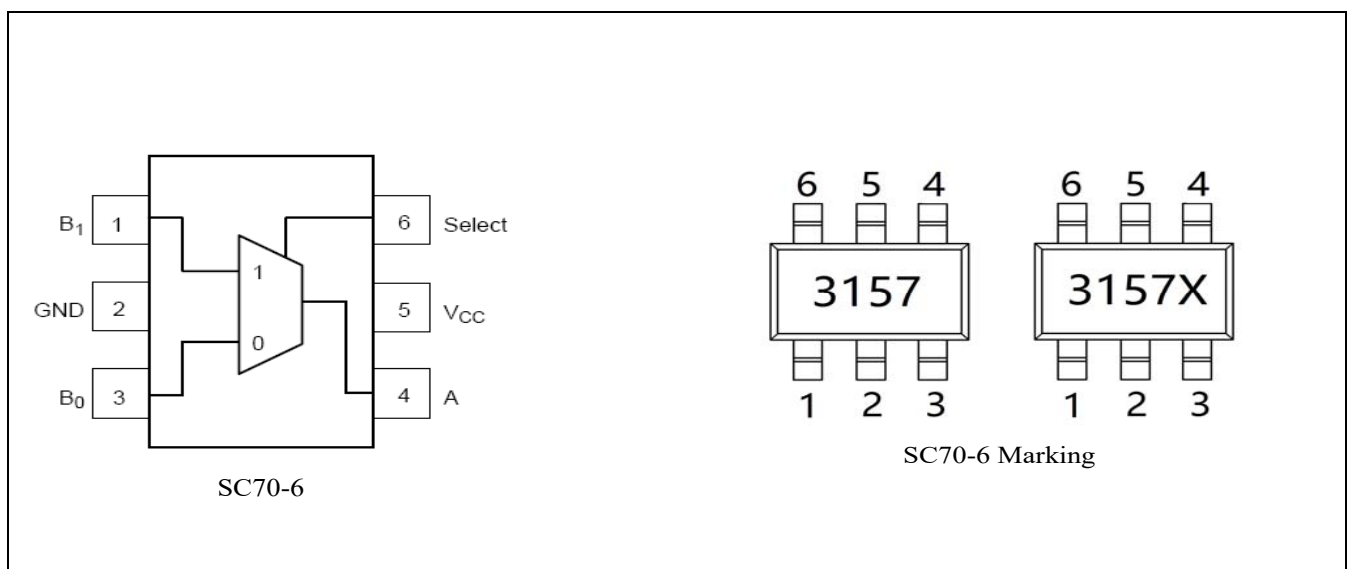 B1 1 6 Select
1
GND 2 5 VCC
0
B0 3 4 A
SC70-6
6 5 4
3157
1 2 3
6 5 4
3157X
1 2 3
SC70-6 Marking